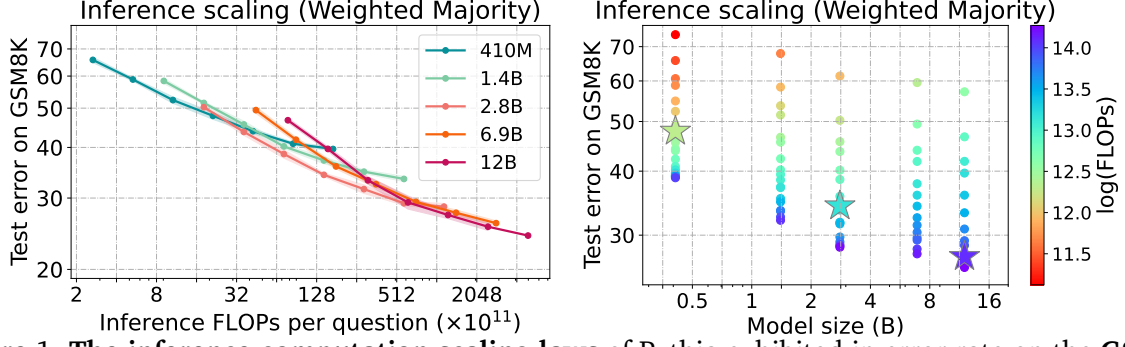 Inference scaling (Weighted Majority)
Test error on GSM8K
70
60
50
40
30
20
2 8 32 128 512 2048
Inference FLOPs per question (×10¹¹)
410M
1.4B
2.8B
6.9B
12B
Inference scaling (Weighted Majority)
Test error on GSM8K
70
60
50
40
30
0.5 1 2 4 8 16
Model size (B)
14.0
13.5
13.0
12.5
12.0
11.5
log(FLOPs)